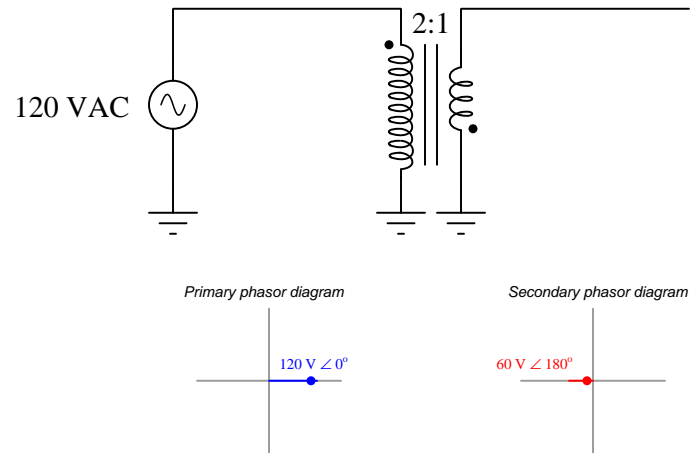 2:1
120 VAC
Primary phasor diagram
Secondary phasor diagram
120 V ∠ 0°
60 V ∠ 180°